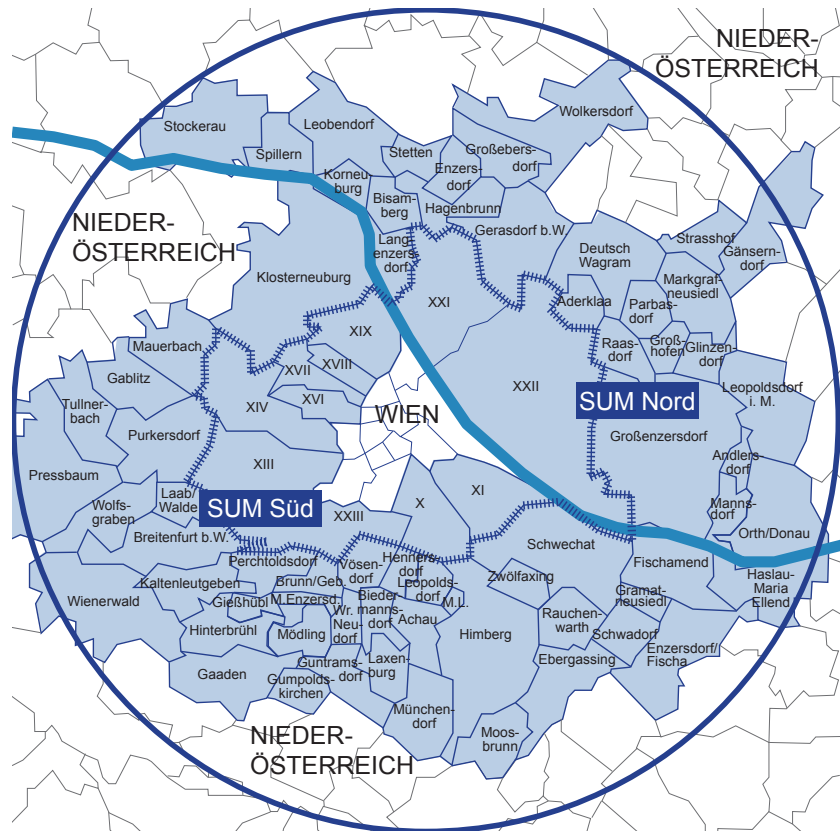 NIEDER-
ÖSTERREICH
Wolkersdorf
Stockerau
Leobendorf
Spillern
Stetten
Großebers-
dorf
Enzers-
dorf
Korneu-
burg
Bisam-
berg
Hagenbrunn
NIEDER-
ÖSTERREICH
Lang
enzers-
dorf
Gerasdorf b.W.
Deutsch
Wagram
Strasshof
Gänsern-
dorf
Klosterneuburg
XXI
Aderklaa
Markgraf-
neusiedl
Parbas-
dorf
XIX
Mauerbach
Raas-
dorf
Groß-
hofen
Glinzen-
dorf
XVII
XVIII
Gablitz
XXII
Leopoldsdorf
i. M.
XVI
XIV
WIEN
SUM Nord
Tullner-
bach
Purkersdorf
Großenzersdorf
Andlers-
dorf
XIII
Pressbaum
XI
X
Laab/
Walde
Wolfs-
graben
SUM Süd
Manns-
dorf
XXIII
Breitenfurt b.W.
Orth/Donau
Schwechat
Perchtoldsdorf
Vösen-
dorf
Henners-
dorf
Fischamend
Kaltenleutgeben
Brunn/Geb.
Zwölfaxing
Leopolds-
dorf
Haslau-
Maria
Ellend
Wienerwald
Gießhübl
M.Enzersd.
Bieder-
manns-
dorf
M.L.
Gramat-
neusiedl
Wr.
Neu-
dorf
Achau
Rauchen-
warth
Hinterbrühl
Mödling
Himberg
Schwadorf
Enzersdorf/
Fischa
Gaaden
Guntrams-
dorf
Laxen-
burg
Ebergassing
Gumpolds-
kirchen
München-
dorf
Moos-
brunn
NIEDER-
ÖSTERREICH